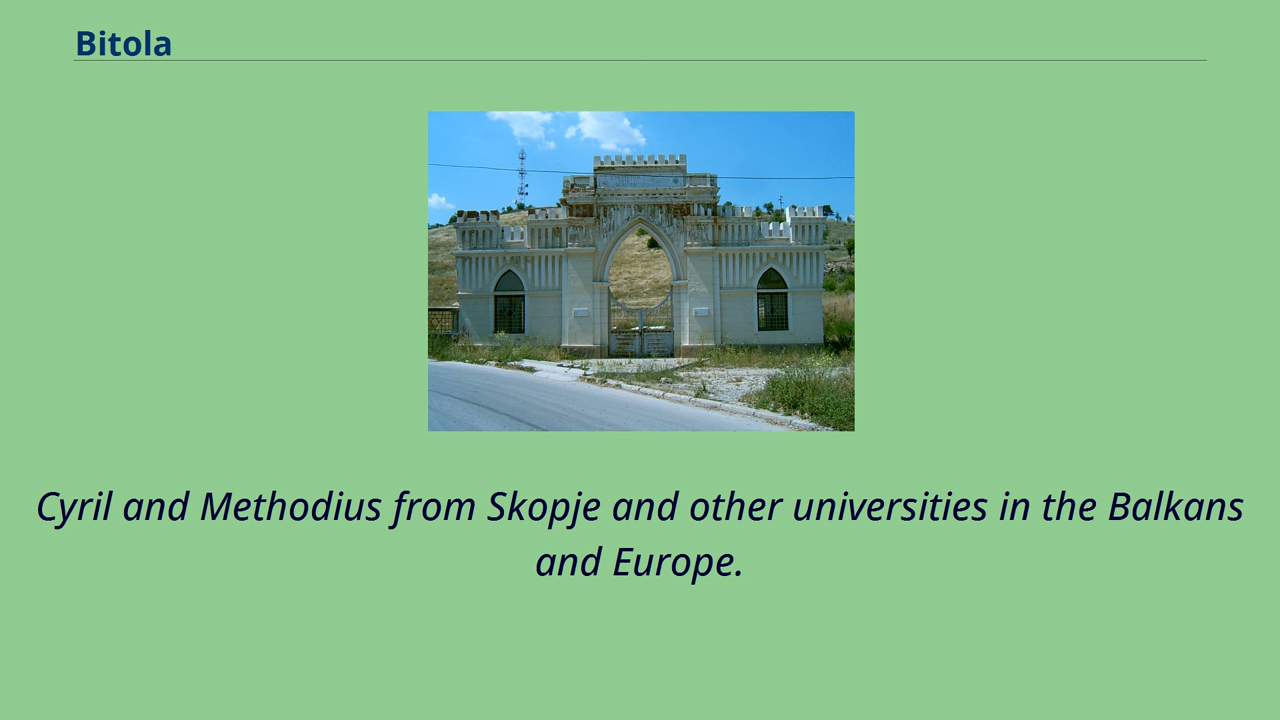 Bitola
Cyril and Methodius from Skopje and other universities in the Balkans
and Europe.